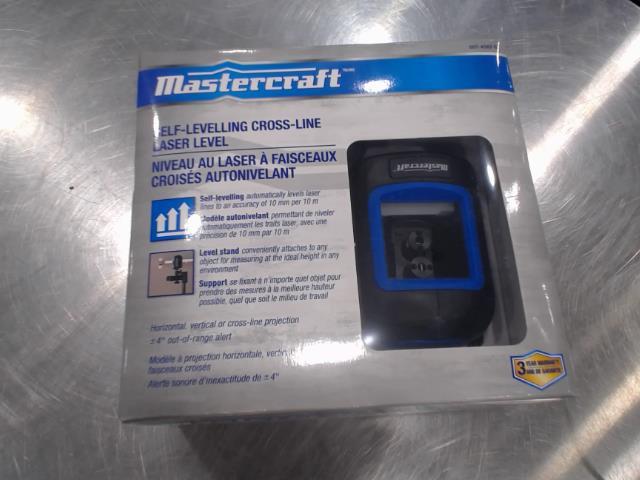 Mastercraft
SELF-LEVELLING CROSS-LINE
LASER LEVEL
NIVEAU AU LASER À FAISCEAUX
CROISÉS AUTONIVELANT
Self-levelling automatically levels laser
lines to an accuracy of 10 mm per 10 m
Modèle autonivelant permettant de niveler
automatiquement les traits laser, avec une
précision de 10 mm par 10 m
Level stand conveniently attaches to any
object for measuring at the ideal height in any
environment
Support se fixant à n'importe quel objet pour
prendre des mesures à la meilleure hauteur
possible, quel que soit le milieu de travail
Horizontal, vertical or cross-line projection
±4° out-of-range alert
Modèle à projection horizontale,
faisceaux croisés
Alerte sonore d'inexactitude de ±4°
Mastercraft
3 YEAR WARRANTY
ANS DE GARANTIE